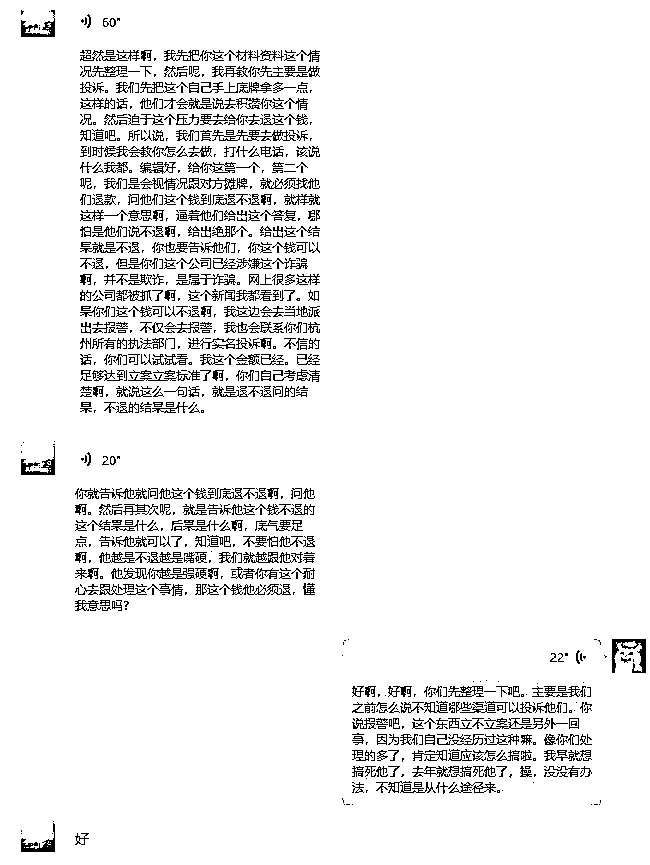 60"
超然是这样啊，我先把你这个材料资料这个情
况先整理一下，然后呢，我再教你先主要是做
投诉。我们先把这个自己手上底牌拿多一点，
这样的话，他们才会就是说去积攒你这个情
况。然后迫于这个压力要去给你去退这个钱，
知道吧。所以说，我们首先是先要去做投诉，
到时候我会教你怎么去做，打什么电话，该说
什么我都。编辑好，给你这第一个，第二个
呢，我们是会视情况跟对方摊牌，就必须找他
们退款，问他们这个钱到底退不退啊，就样就
这样一个意思啊，逼着他们给出这个答复，哪
怕是他们说不退啊，给出绝那个。给出这个结
果就是不退，你也要告诉他们，你这个钱可以
不退，但是你们这个公司已经涉嫌这个诈骗
啊，并不是欺诈，是属于诈骗。网上很多这样
的公司都被抓了啊，这个新闻我都看到了。如
果你们这个钱可以不退啊，我这边会去当地派
出去报警，不仅会去报警，我也会联系你们杭
州所有的执法部门，进行实名投诉啊。不信的
话，你们可以试试看。我这个金额已经。已经
足够达到立案立案标准了啊，你们自己考虑清
楚啊，就说这么一句话，就是退不退问的结
果，不退的结果是什么。
20"
你就告诉他就问他这个钱到底退不退啊，问他
啊。然后再其次呢，就是告诉他这个钱不退的
这个结果是什么，后果是什么啊，底气要足
点，告诉他就可以了，知道吧，不要怕他不退
啊，他越是不退越是嘴硬，我们就越跟他对着
来啊。他发现你越是强硬啊，或者你有这个耐
心去跟处理这个事情，那这个钱他必须退，懂
我意思吗？
22"
好啊，好啊，你们先整理一下吧。主要是我们
之前怎么说不知道哪些渠道可以投诉他们。你
说报警吧，这个东西立不立案还是另外一回
事，因为我们自己没经历过这种嘛。像你们处
理的多了，肯定知道应该怎么搞啦。我早就想
搞死他了，去年就想搞死他了，操，没没有办
法，不知道是从什么途径来。
好